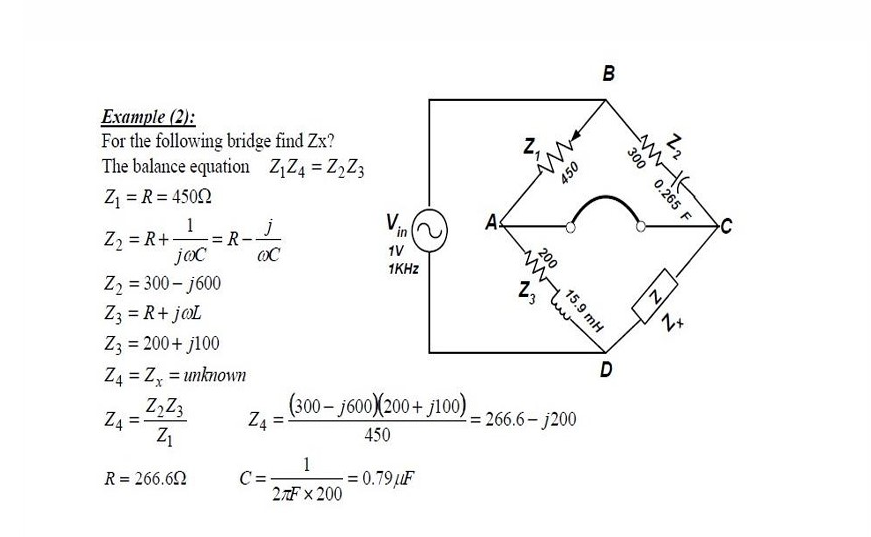 Example (2):
For the following bridge find Zx?
The balance equation Z₁Z₄ = Z₂Z₃
Z₁ = R = 450Ω
Z₂ = R + 1/jωC = R − j/ωC
Z₂ = 300 − j600
Z₃ = R + jωL
Z₃ = 200 + j100
Z₄ = Zₓ = unknown
Z₄ = Z₂Z₃/Z₁ Z₄ = (300 − j600)(200 + j100)/450 = 266.6 − j200
R = 266.6Ω C = 1/2πF × 200 = 0.79 μF
B
Z₁
450
Z₂
300
0.265 F
A
C
Vin
1V
1KHz
200
Z₃
15.9 mH
Z
Zx
D